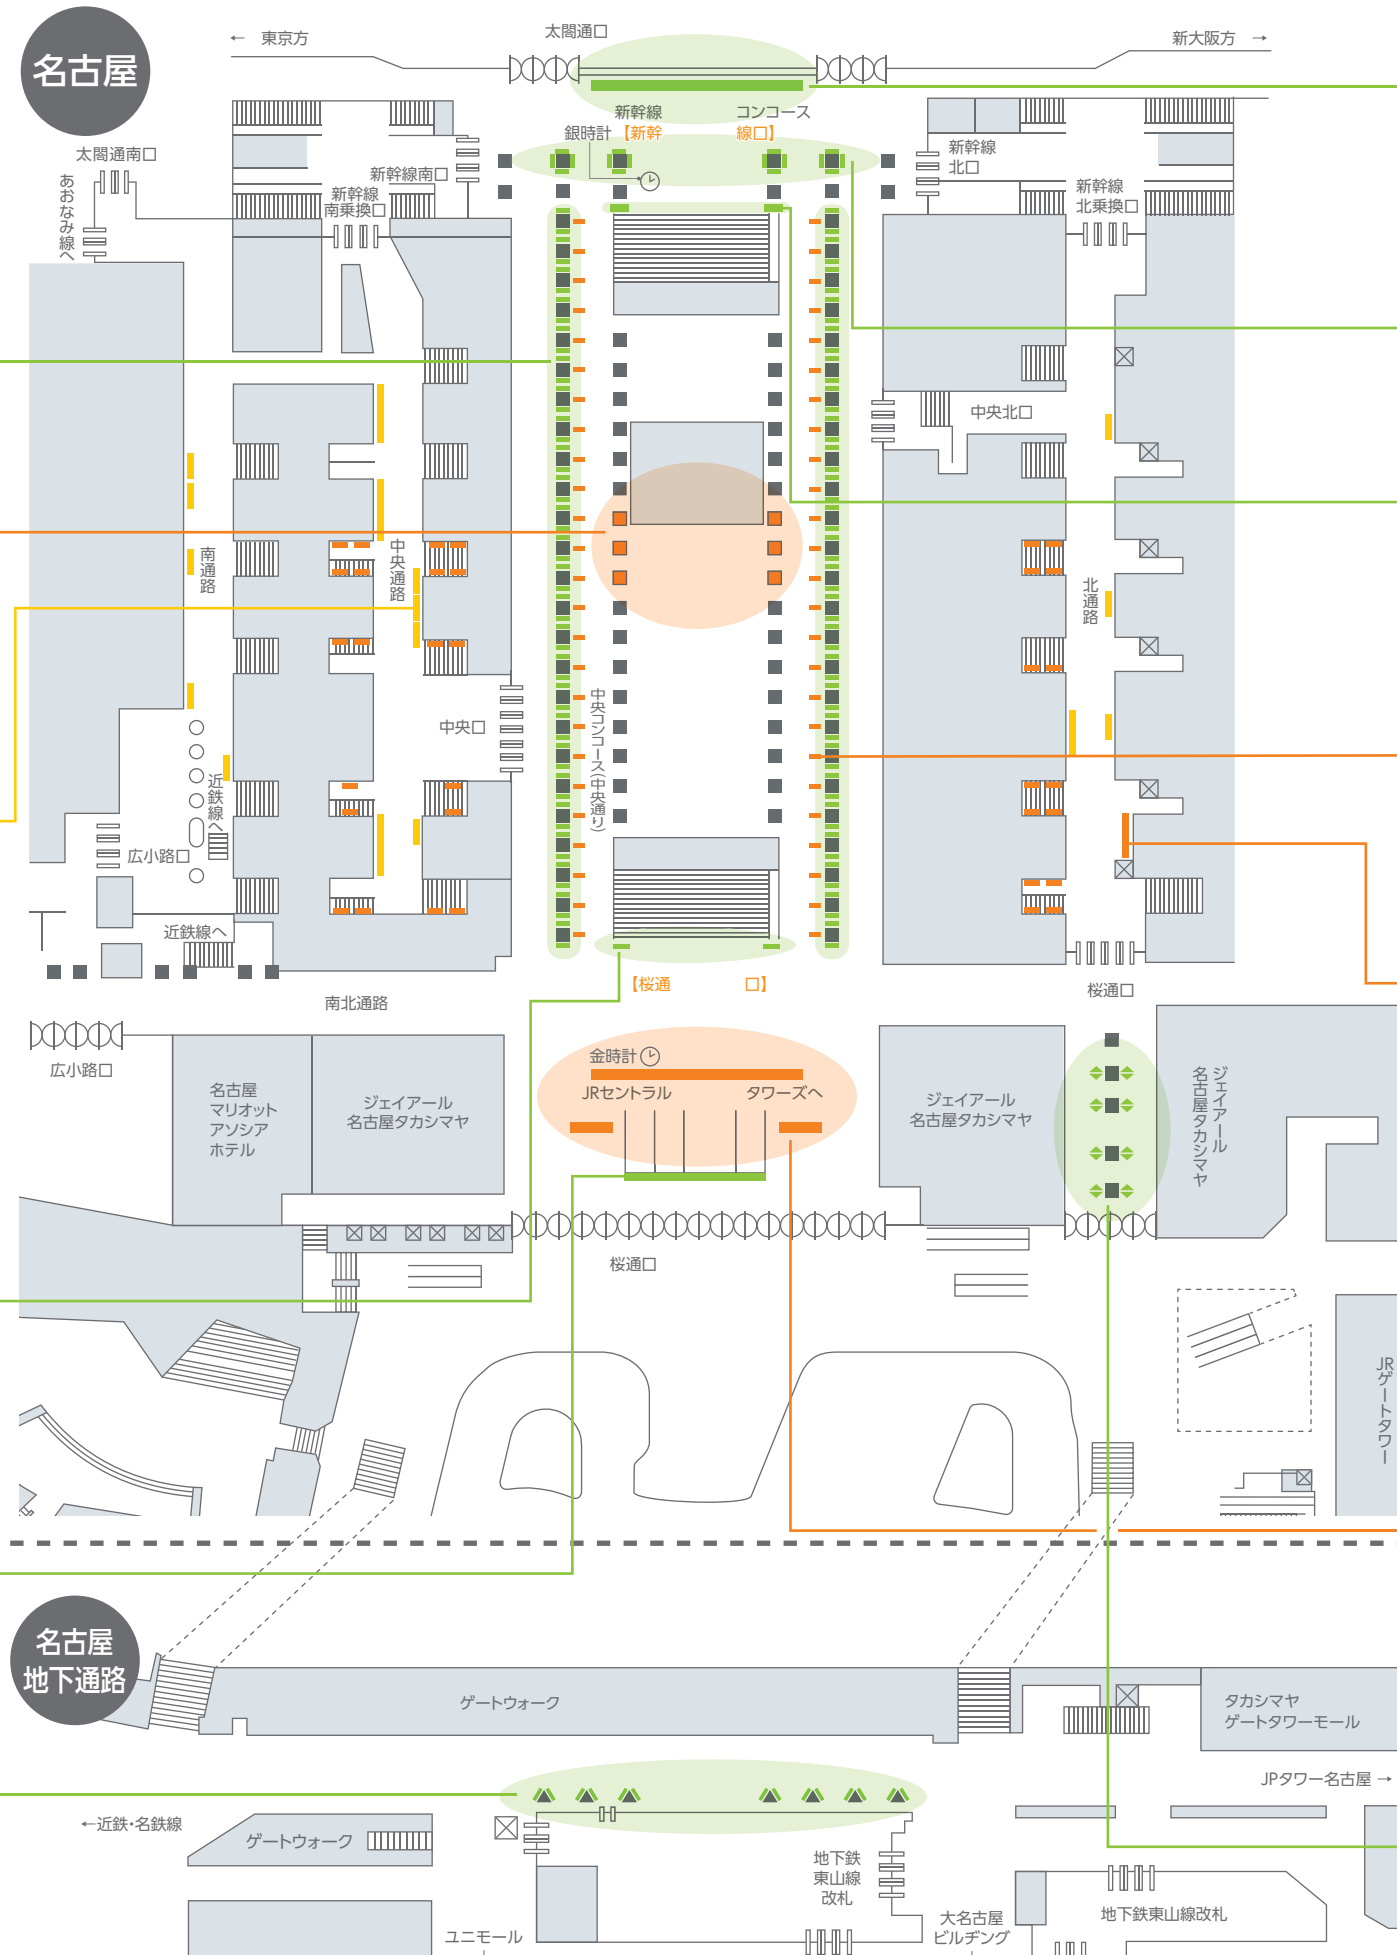 名古屋
← 東京方
太閤通口
新大阪方 →
新幹線 コンコース
銀時計 【新幹 線口】
太閤通南口
あおなみ線へ
新幹線南口
新幹線
南乗換口
新幹線
北口
新幹線
北乗換口
中央北口
南通路
中央通路
北通路
中央コンコース(中央通り)
中央口
近鉄線へ
広小路口
近鉄線へ
【桜通 口】
南北通路
桜通口
広小路口
金時計
JRセントラル タワーズへ
名古屋
マリオット
アソシア
ホテル
ジェイアール
名古屋タカシマヤ
ジェイアール
名古屋タカシマヤ
ジェイアール
名古屋タカシマヤ
桜通口
JRゲートタワー
名古屋
地下通路
ゲートウォーク
タカシマヤ
ゲートタワーモール
JPタワー名古屋 →
←近鉄・名鉄線
ゲートウォーク
地下鉄
東山線
改札
ユニモール
大名古屋
ビルヂング
地下鉄東山線改札